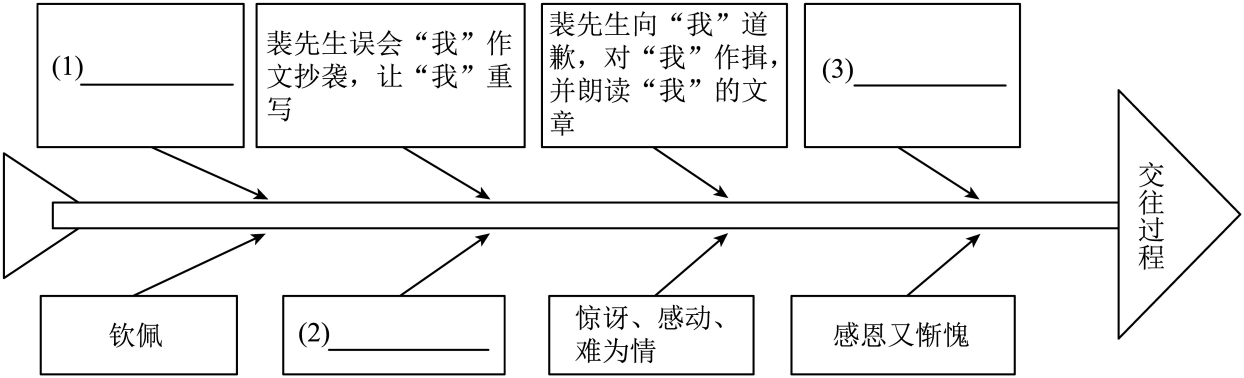 (1)
裴先生误会“我”作
文抄袭，让“我”重
写
裴先生向“我”道
歉，对“我”作揖，
并朗读“我”的文
章
(3)
交往过程
钦佩
(2)
惊讶、感动、
难为情
感恩又惭愧